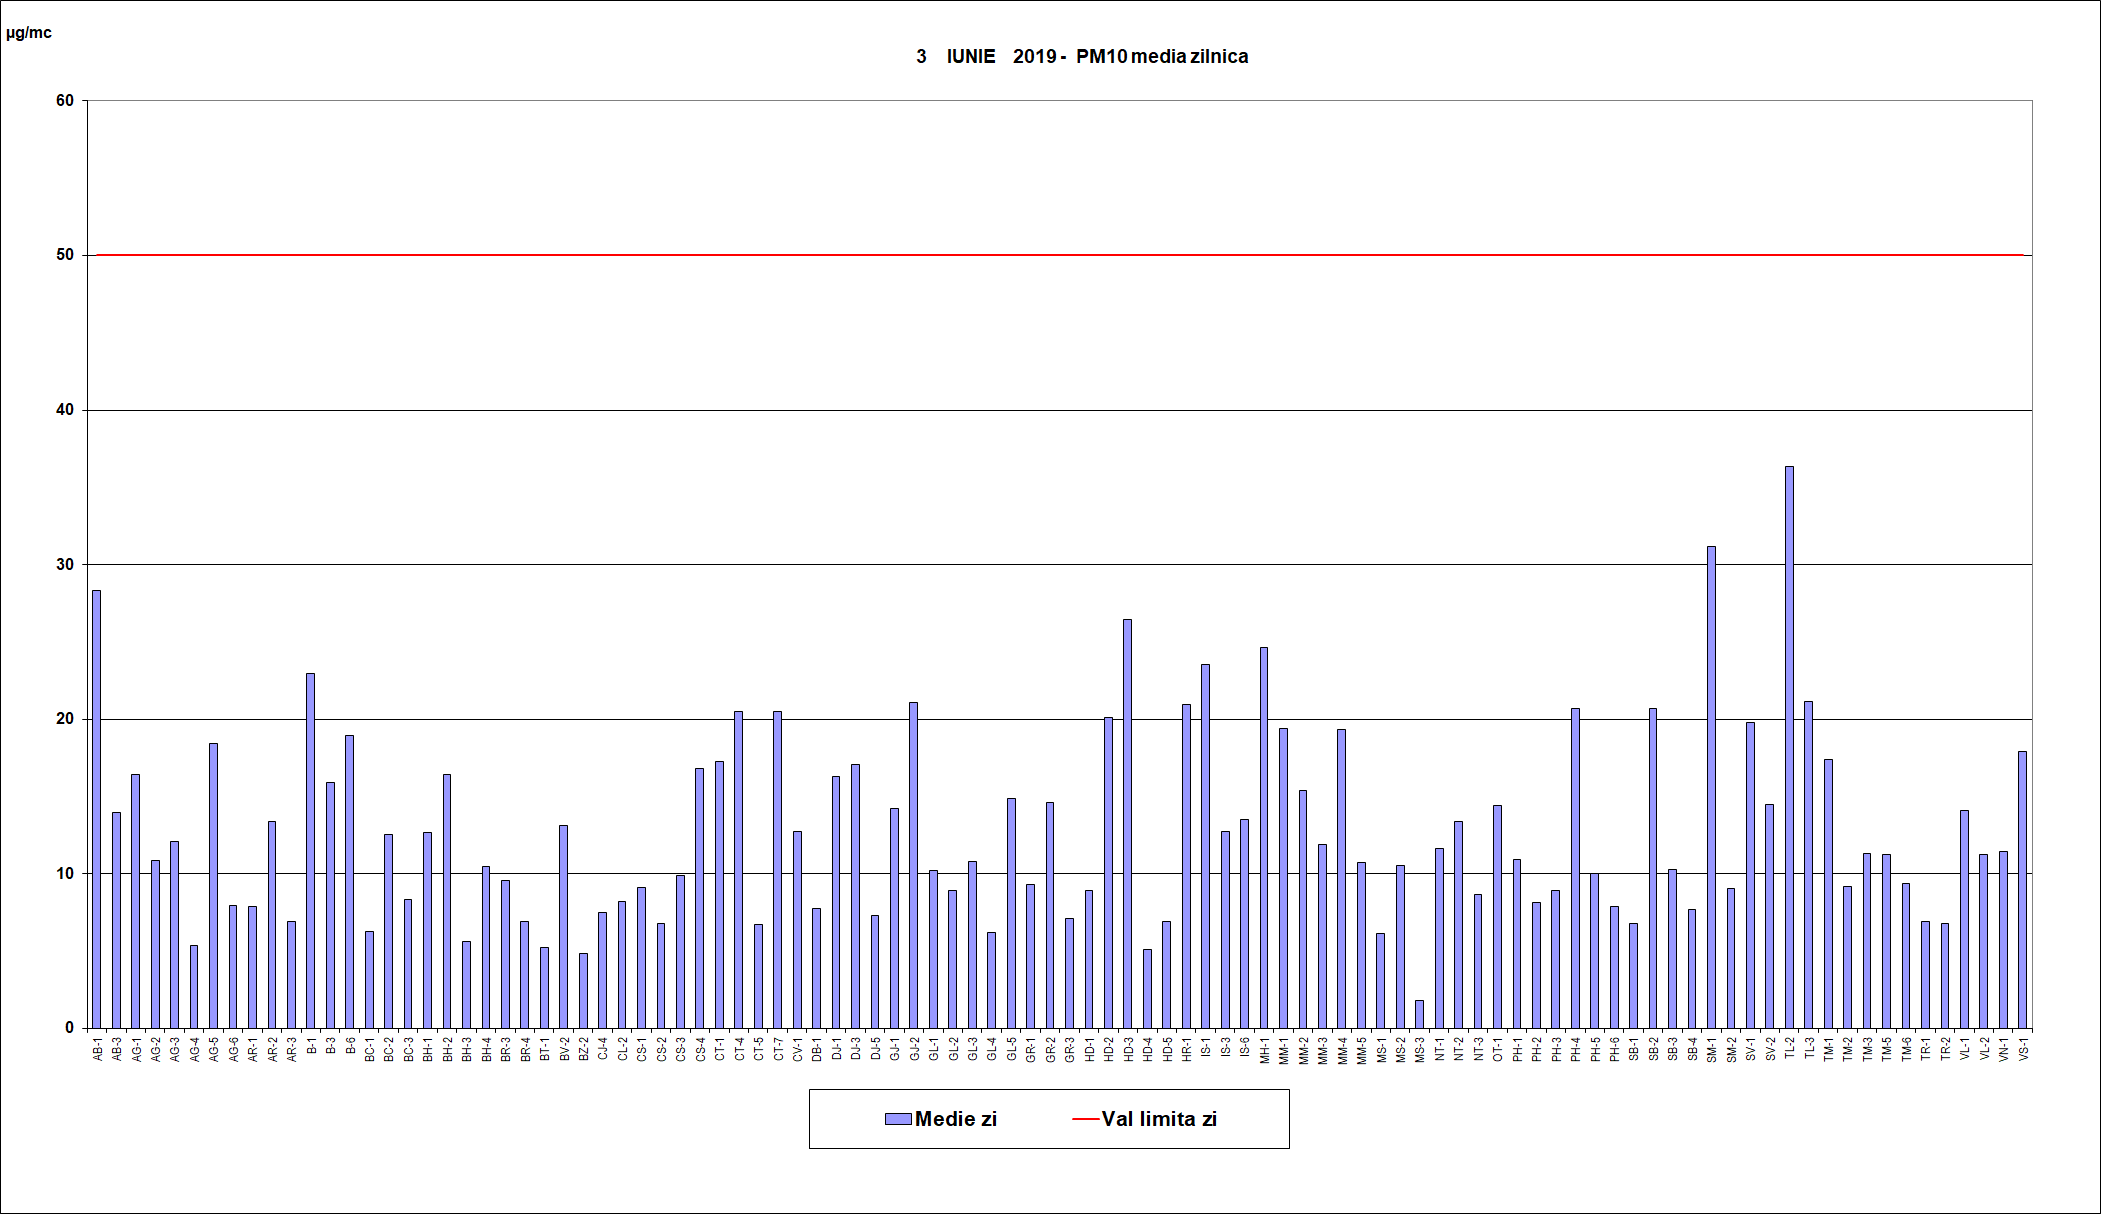 µg/mc
3 IUNIE 2019 - PM10 media zilnica
60
50
40
30
20
10
0
AB-1 AB-3 AG-1 AG-2 AG-3 AG-4 AG-5 AG-6 AR-1 AR-2 AR-3 B-1 B-3 B-6 BC-1 BC-2 BC-3 BH-1 BH-2 BH-3 BH-4 BR-3 BR-4 BT-1 BV-2 BZ-2 CJ-4 CL-2 CS-1 CS-2 CS-3 CS-4 CT-1 CT-4 CT-5 CT-7 CV-1 DB-1 DJ-1 DJ-3 DJ-5 GJ-1 GJ-2 GL-1 GL-2 GL-3 GL-4 GL-5 GR-1 GR-2 GR-3 HD-1 HD-2 HD-3 HD-4 HD-5 HR-1 IS-1 IS-3 IS-6 MH-1 MM-1 MM-2 MM-3 MM-4 MM-5 MS-1 MS-2 MS-3 NT-1 NT-2 NT-3 OT-1 PH-1 PH-2 PH-3 PH-4 PH-5 PH-6 SB-1 SB-2 SB-3 SB-4 SM-1 SM-2 SV-1 SV-2 TL-2 TL-3 TM-1 TM-2 TM-3 TM-5 TM-6 TR-1 TR-2 VL-1 VL-2 VN-1 VS-1
Medie zi Val limita zi